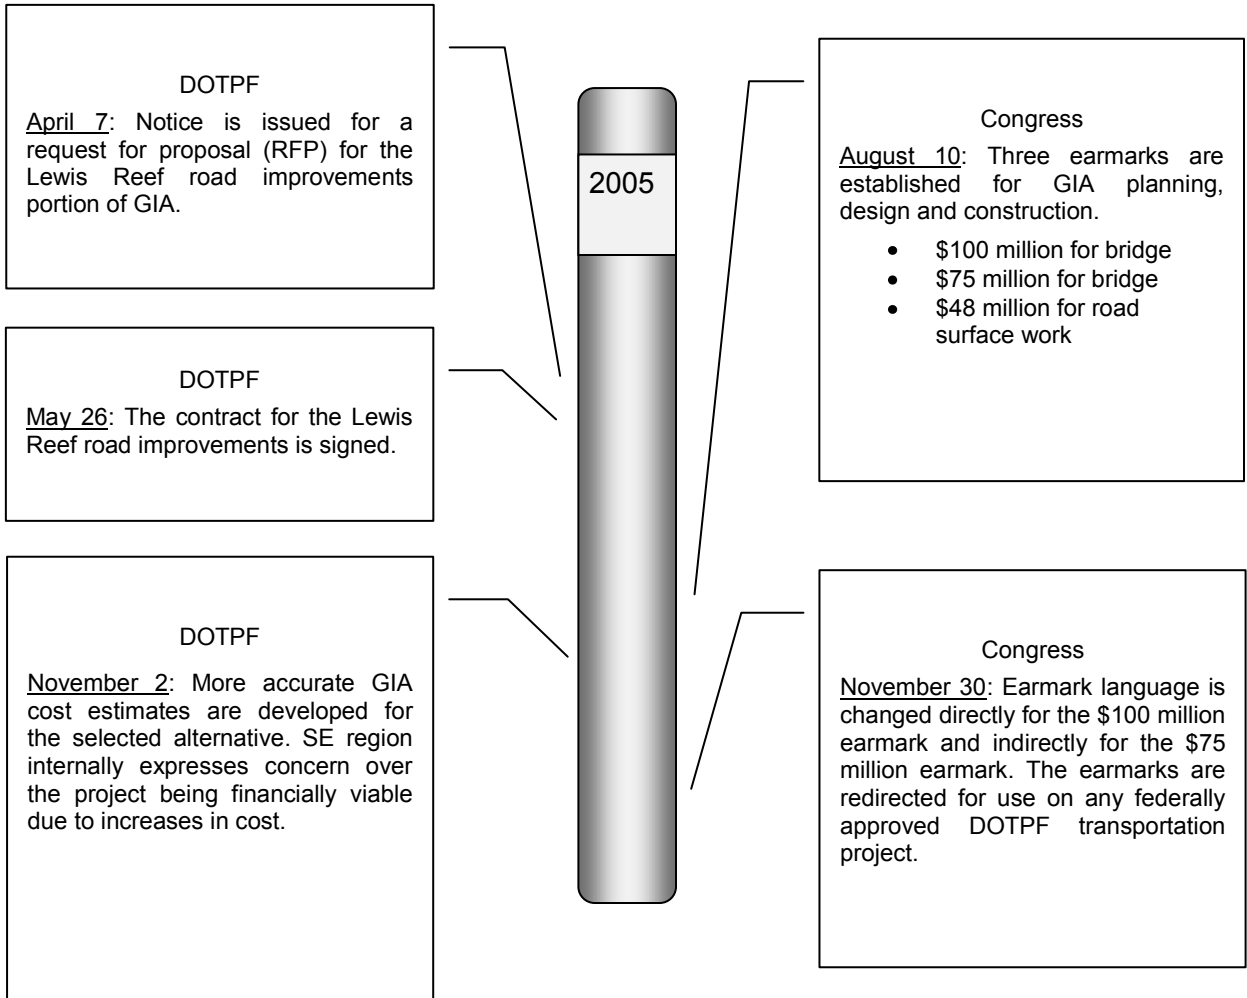 DOTPF
April 7: Notice is issued for a
request for proposal (RFP) for the
Lewis Reef road improvements
portion of GIA.
DOTPF
May 26: The contract for the Lewis
Reef road improvements is signed.
DOTPF
November 2: More accurate GIA
cost estimates are developed for
the selected alternative. SE region
internally expresses concern over
the project being financially viable
due to increases in cost.
2005
Congress
August 10: Three earmarks are
established for GIA planning,
design and construction.
• $100 million for bridge
• $75 million for bridge
• $48 million for road
surface work
Congress
November 30: Earmark language is
changed directly for the $100 million
earmark and indirectly for the $75
million earmark. The earmarks are
redirected for use on any federally
approved DOTPF transportation
project.